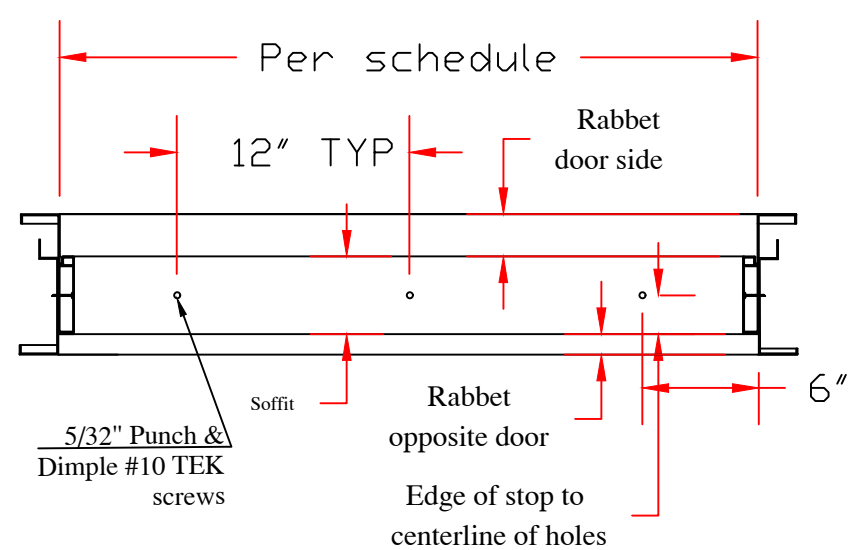 Per schedule
12" TYP
Rabbet
door side
6"
Soffit
Rabbet
opposite door
5/32" Punch &
Dimple #10 TEK
screws
Edge of stop to
centerline of holes